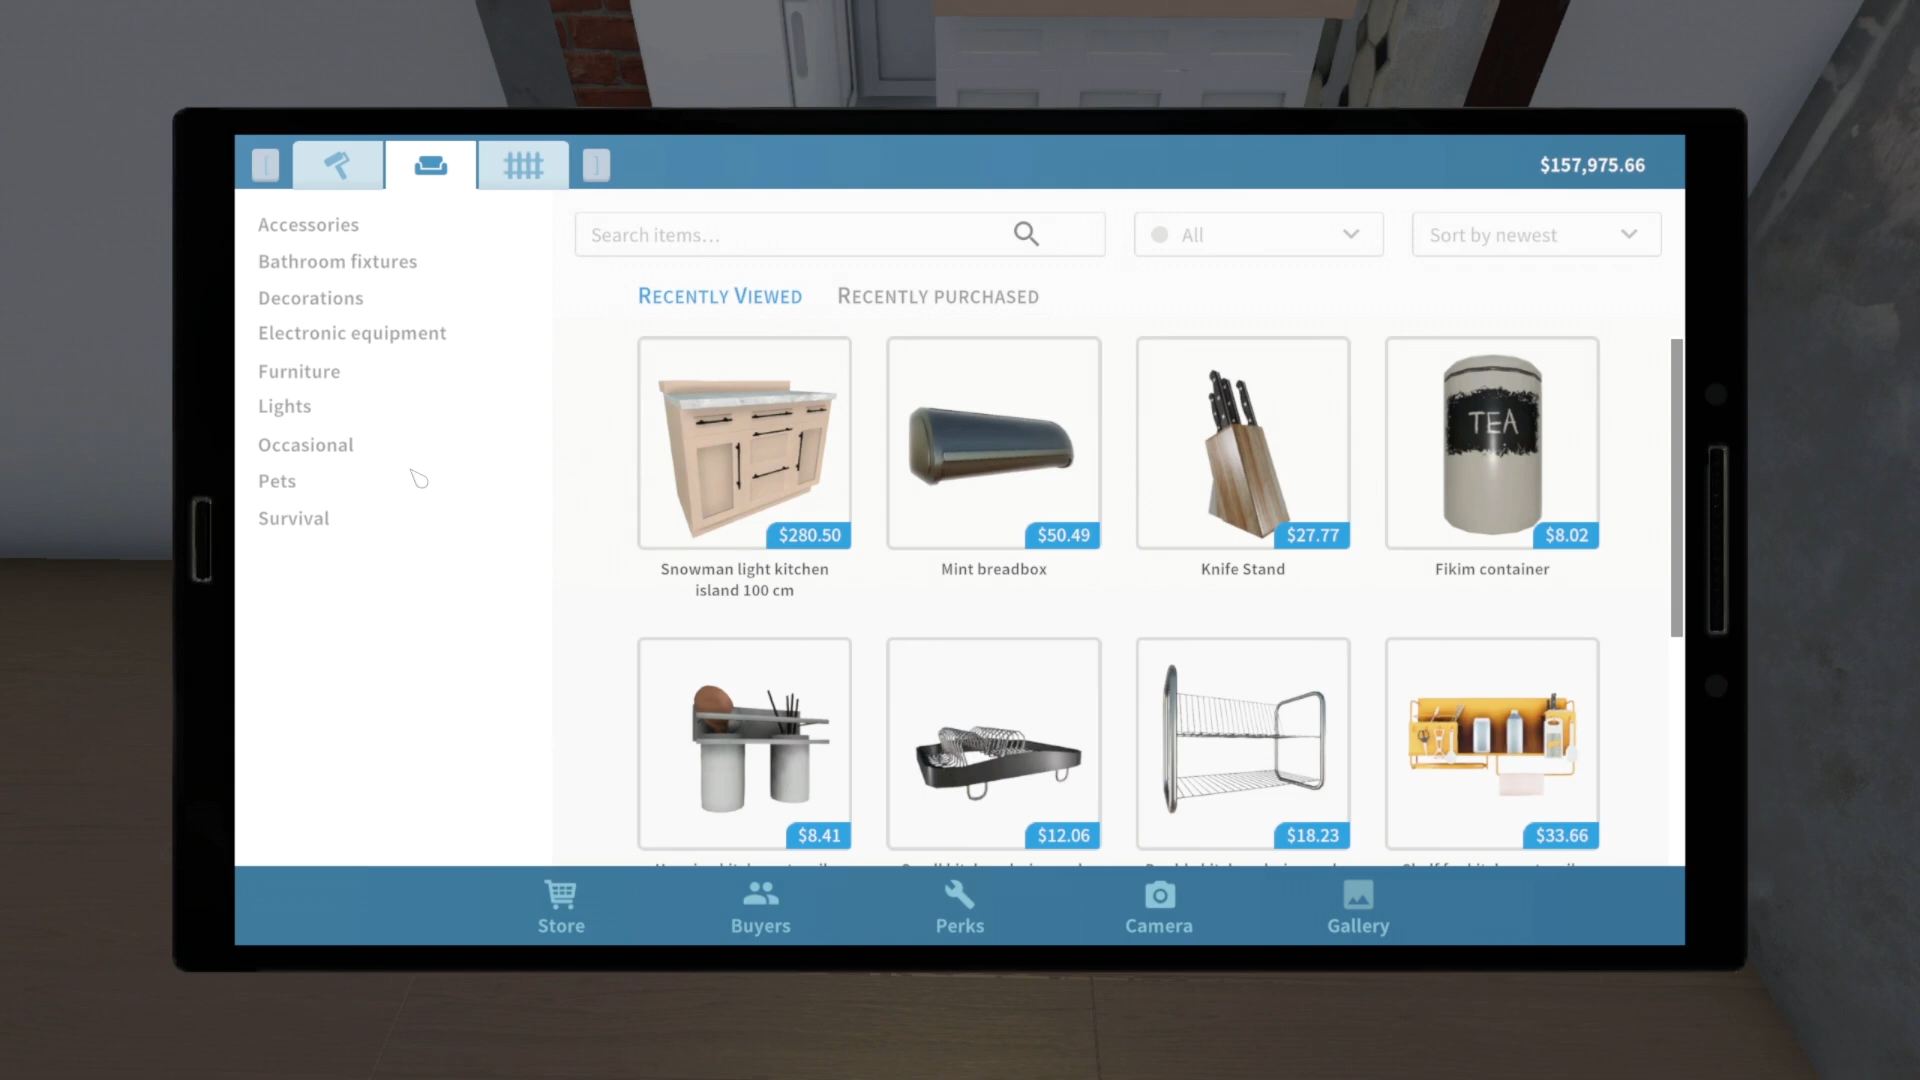 [
]
$157,975.66
Accessories
Bathroom fixtures
Decorations
Electronic equipment
Furniture
Lights
Occasional
Pets
Survival
Search items...
All
Sort by newest
RECENTLY VIEWED
RECENTLY PURCHASED
$280.50
Snowman light kitchen
island 100 cm
$50.49
Mint breadbox
$27.77
Knife Stand
TEA
$8.02
Fikim container
$8.41
$12.06
$18.23
$33.66
Store
Buyers
Perks
Camera
Gallery